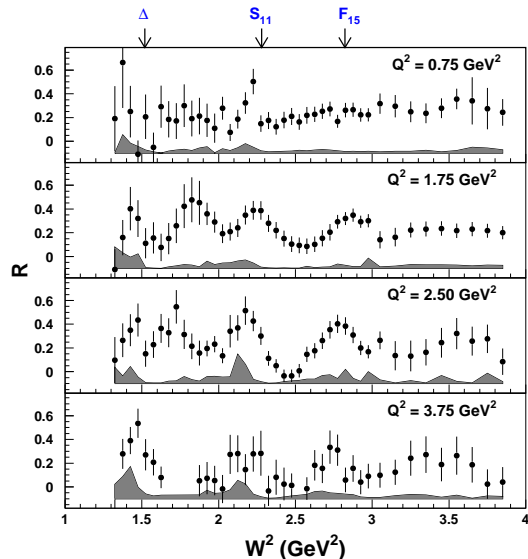 Δ S₁₁ F₁₅
Q² = 0.75 GeV²
0.6
0.4
0.2
0
Q² = 1.75 GeV²
0.6
0.4
0.2
0
Q² = 2.50 GeV²
0.6
0.4
0.2
0
Q² = 3.75 GeV²
0.6
0.4
0.2
0
R
1 1.5 2 2.5 3 3.5 4
W² (GeV²)